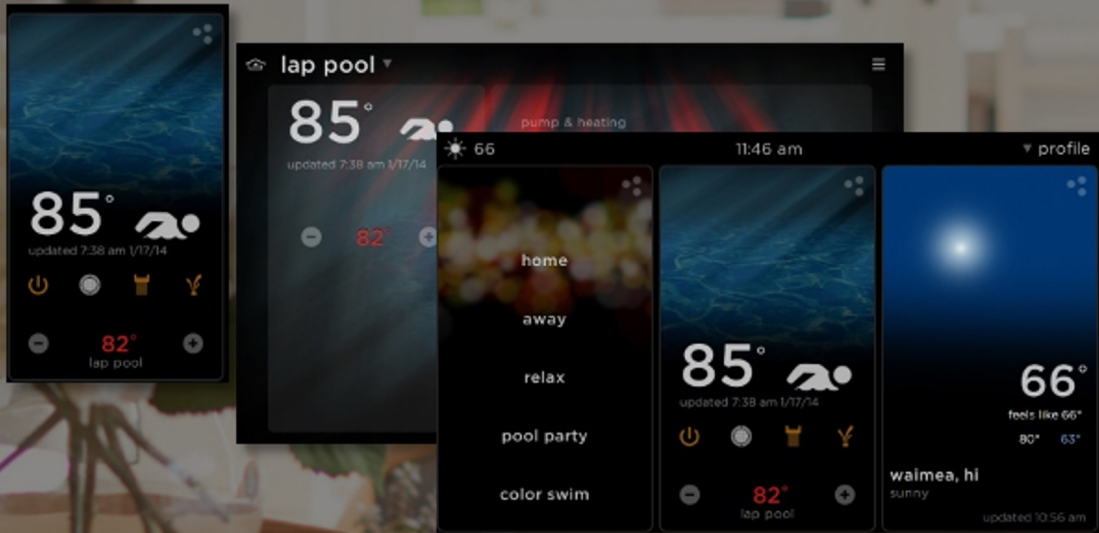 85°
updated 7:38 am 1/17/14
82°
lap pool
lap pool
85°
updated 7:38 am 1/17/14
82°
pump & heating
66
11:46 am
profile
home
away
relax
pool party
color swim
85°
updated 7:38 am 1/17/14
82°
lap pool
66°
feels like 66°
80° 63°
waimea, hi
sunny
updated 10:56 am